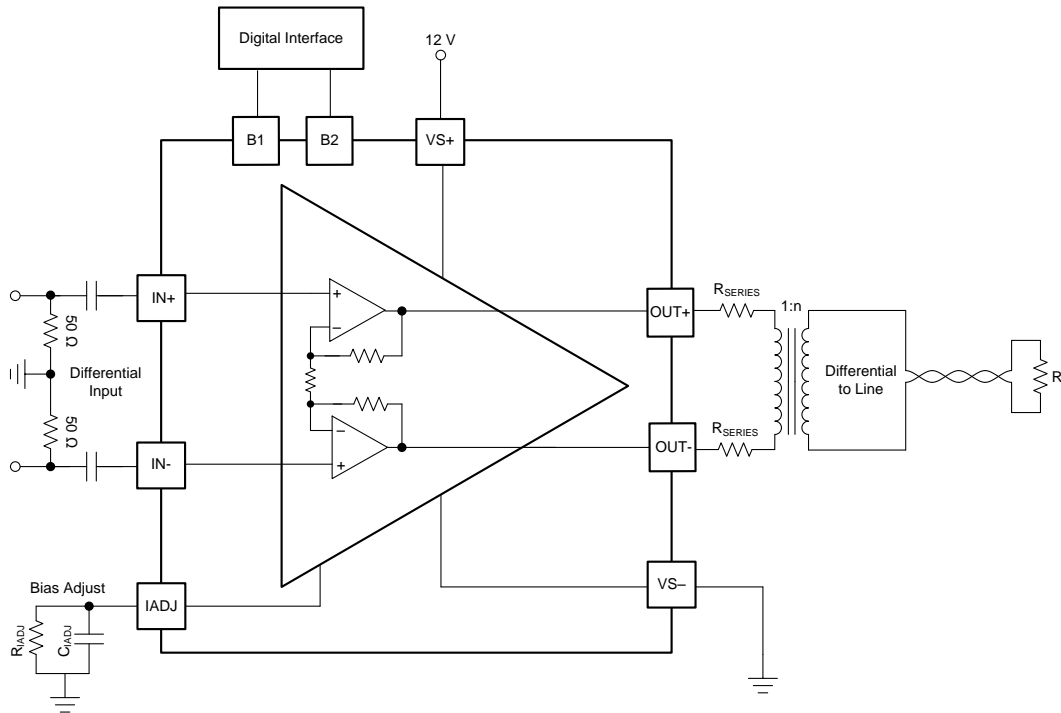 Digital Interface
12 V
B1
B2
VS+
IN+
50 Ω
Differential
Input
50 Ω
IN-
+
−
−
+
OUT+
RSERIES
1:n
Differential
to Line
R
RSERIES
OUT-
VS–
Bias Adjust
IADJ
RIADJ
CIADJ